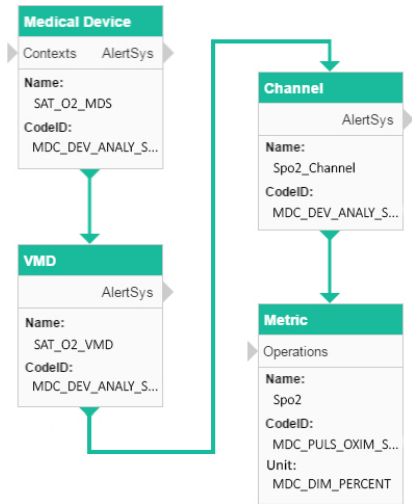 Medical Device
Contexts AlertSys
Name:
SAT_O2_MDS
CodeID:
MDC_DEV_ANALY_S...
VMD
AlertSys
Name:
SAT_O2_VMD
CodeID:
MDC_DEV_ANALY_S...
Channel
AlertSys
Name:
Spo2_Channel
CodeID:
MDC_DEV_ANALY_S...
Metric
Operations
Name:
Spo2
CodeID:
MDC_PULS_OXIM_S...
Unit:
MDC_DIM_PERCENT